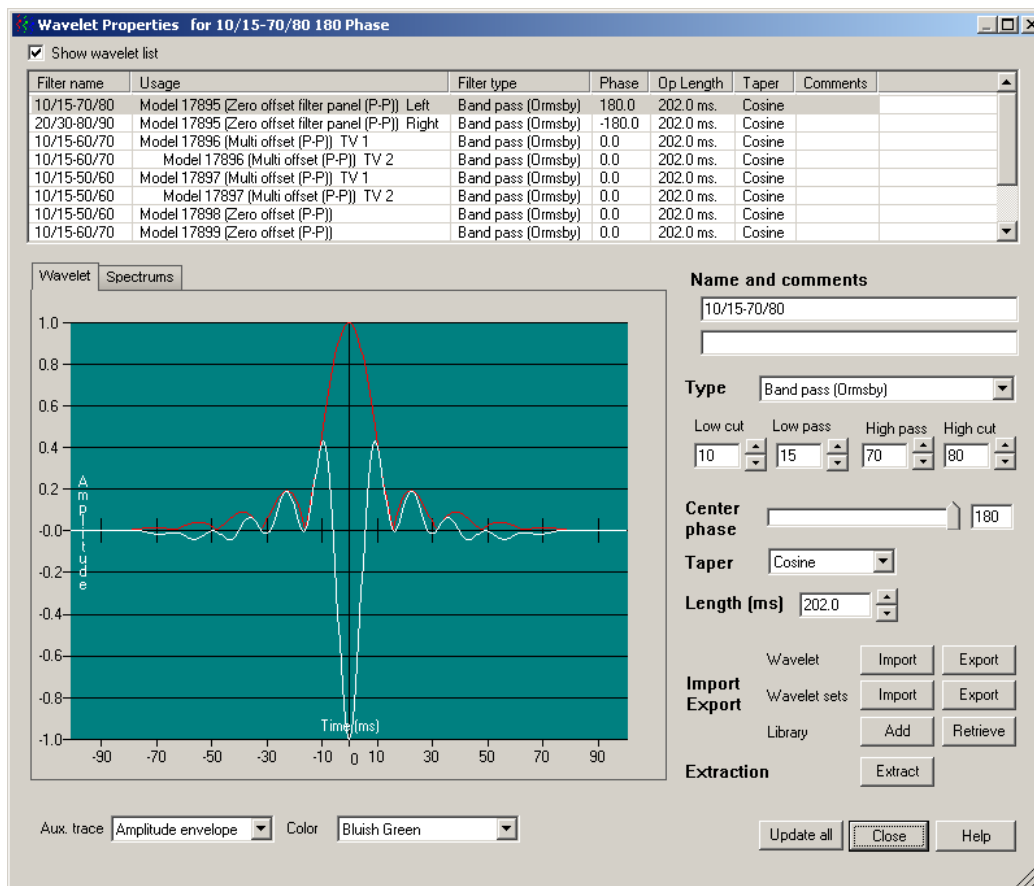 Wavelet Properties for 10/15-70/80 180 Phase
Show wavelet list
Filter name Usage Filter type Phase Op Length Taper Comments
10/15-70/80 Model 17895 (Zero offset filter panel (P-P)) Left Band pass (Ormsby) 180.0 202.0 ms. Cosine
20/30-80/90 Model 17895 (Zero offset filter panel (P-P)) Right Band pass (Ormsby) -180.0 202.0 ms. Cosine
10/15-60/70 Model 17896 (Multi offset (P-P)) TV 1 Band pass (Ormsby) 0.0 202.0 ms. Cosine
10/15-60/70 Model 17896 (Multi offset (P-P)) TV 2 Band pass (Ormsby) 0.0 202.0 ms. Cosine
10/15-50/60 Model 17897 (Multi offset (P-P)) TV 1 Band pass (Ormsby) 0.0 202.0 ms. Cosine
10/15-50/60 Model 17897 (Multi offset (P-P)) TV 2 Band pass (Ormsby) 0.0 202.0 ms. Cosine
10/15-50/60 Model 17898 (Zero offset (P-P)) Band pass (Ormsby) 0.0 202.0 ms. Cosine
10/15-60/70 Model 17899 (Zero offset (P-P)) Band pass (Ormsby) 0.0 202.0 ms. Cosine
Wavelet Spectrums
1.0
0.8
0.6
0.4
0.2
-0.0
-0.2
-0.4
-0.6
-0.8
-1.0
Amplitude
Time (ms)
-90 -70 -50 -30 -10 0 10 30 50 70 90
Name and comments
10/15-70/80
Type Band pass (Ormsby)
Low cut Low pass High pass High cut
10 15 70 80
Center phase 180
Taper Cosine
Length (ms) 202.0
Import Export
Wavelet Import Export
Wavelet sets Import Export
Library Add Retrieve
Extraction Extract
Aux. trace Amplitude envelope Color Bluish Green
Update all Close Help